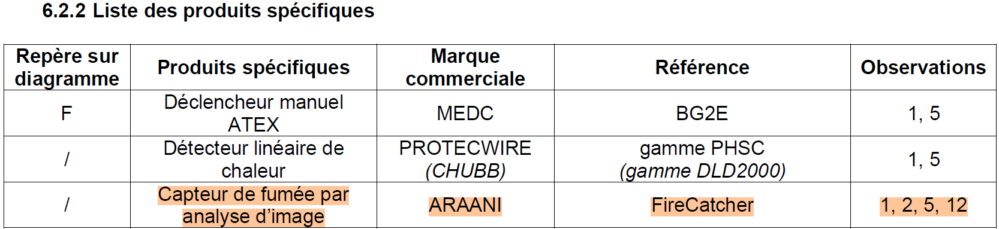 6.2.2 Liste des produits spécifiques
Repère sur diagramme | Produits spécifiques | Marque commerciale | Référence | Observations
F | Déclencheur manuel ATEX | MEDC | BG2E | 1, 5
/ | Détecteur linéaire de chaleur | PROTECWIRE (CHUBB) | gamme PHSC (gamme DLD2000) | 1, 5
/ | Capteur de fumée par analyse d’image | ARAANI | FireCatcher | 1, 2, 5, 12